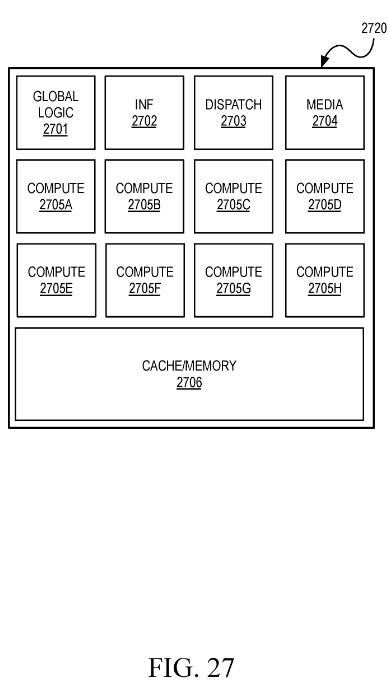 2720
GLOBAL
LOGIC
2701
INF
2702
DISPATCH
2703
MEDIA
2704
COMPUTE
2705A
COMPUTE
2705B
COMPUTE
2705C
COMPUTE
2705D
COMPUTE
2705E
COMPUTE
2705F
COMPUTE
2705G
COMPUTE
2705H
CACHE/MEMORY
2706
FIG. 27